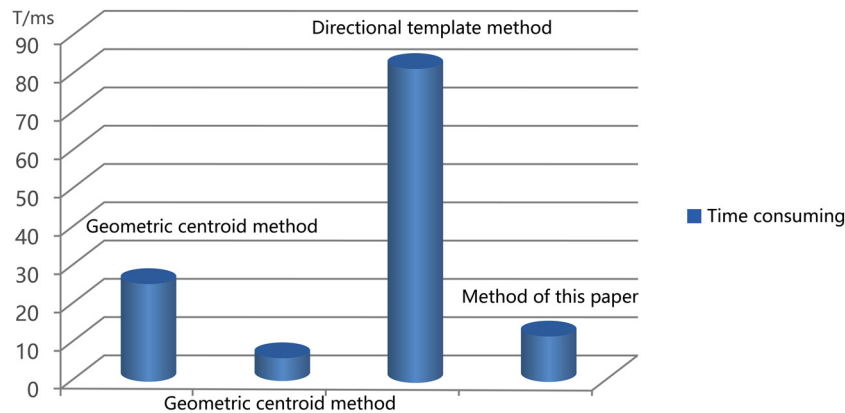 T/ms
Directional template method
90
80
70
60
50
40
Geometric centroid method
Time consuming
30
20
Method of this paper
10
0
Geometric centroid method